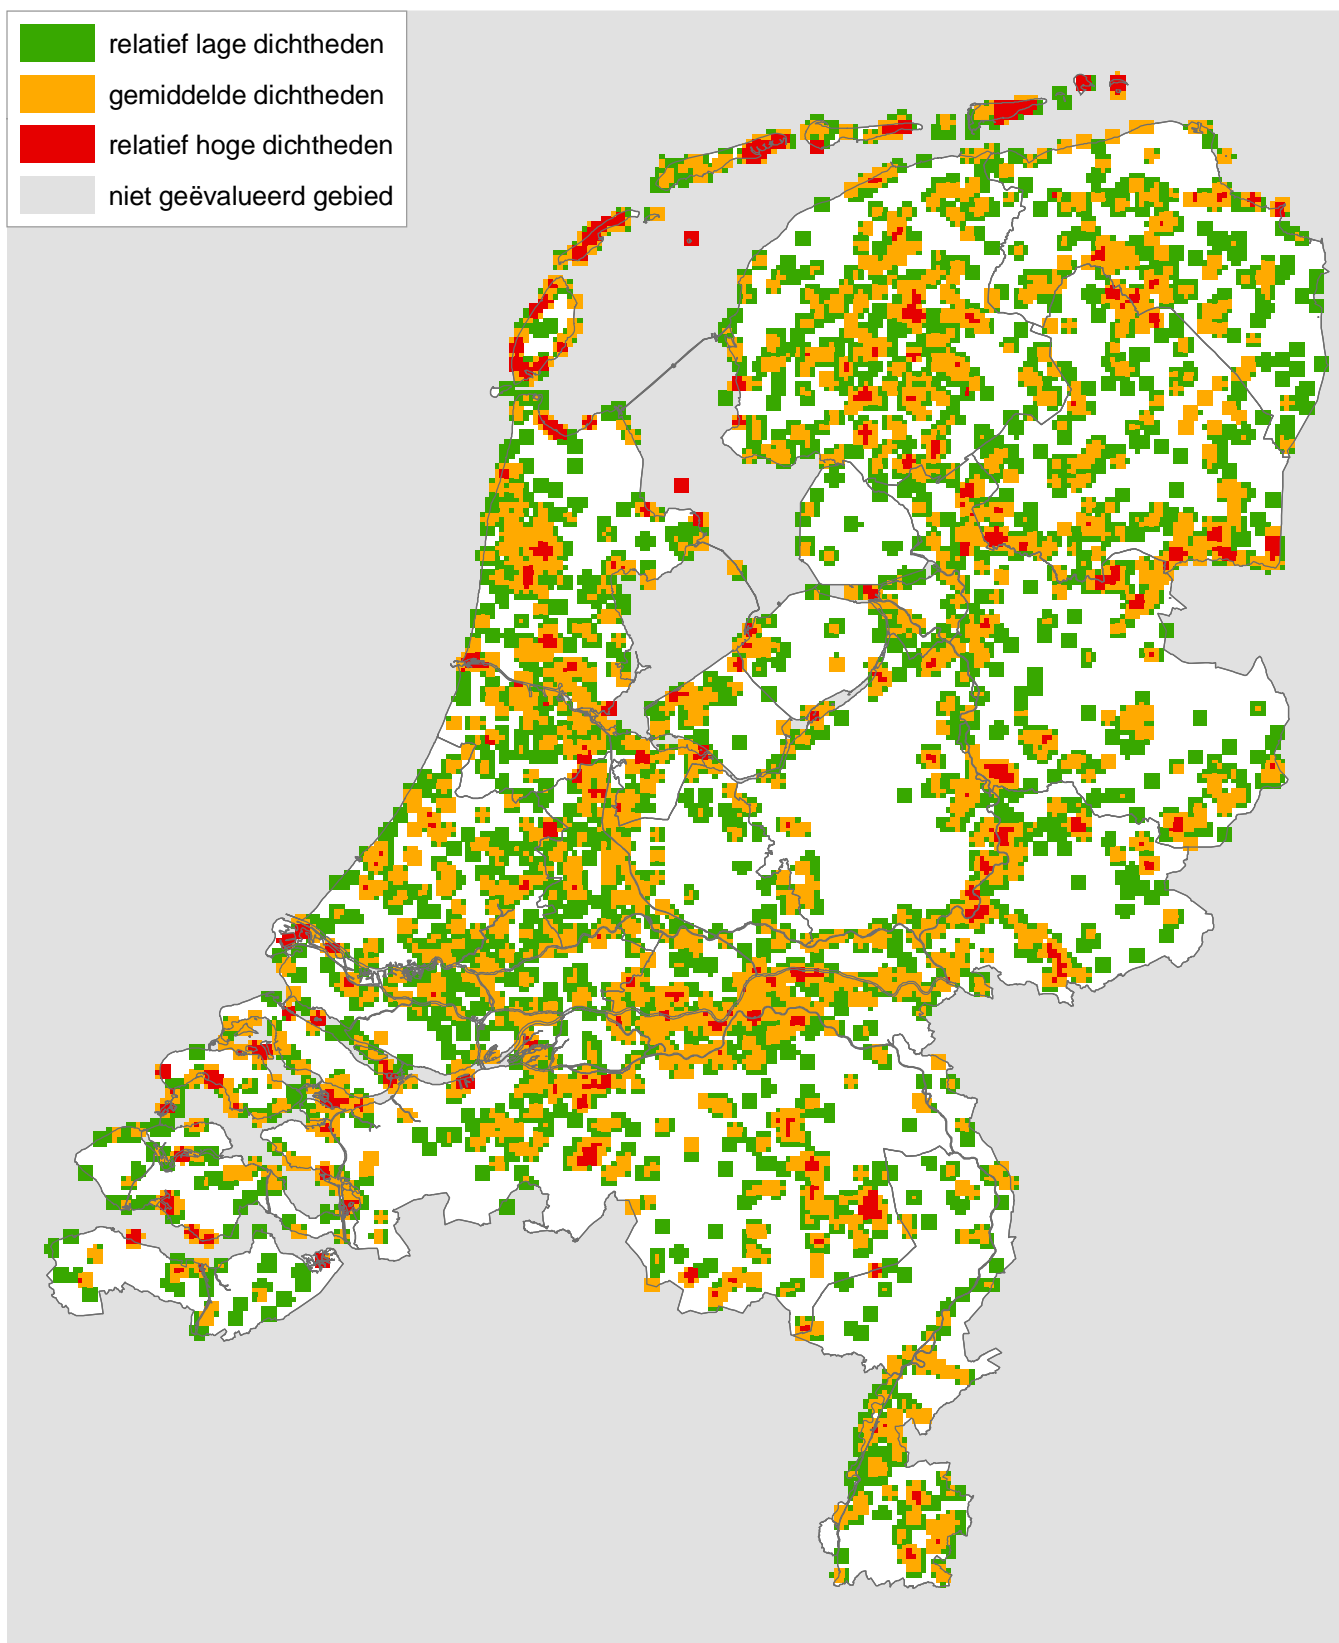 relatief lage dichtheden
gemiddelde dichtheden
relatief hoge dichtheden
niet geëvalueerd gebied